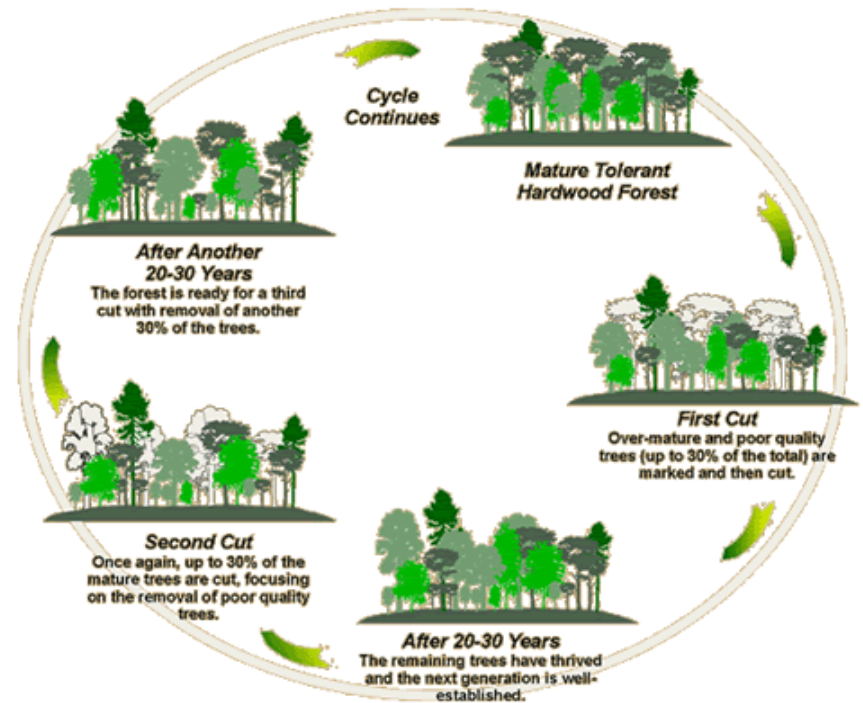 Cycle
Continues
Mature Tolerant
Hardwood Forest
First Cut
Over-mature and poor quality
trees (up to 30% of the total) are
marked and then cut.
After 20-30 Years
The remaining trees have thrived
and the next generation is well-
established.
Second Cut
Once again, up to 30% of the
mature trees are cut, focusing
on the removal of poor quality
trees.
After Another
20-30 Years
The forest is ready for a third
cut with removal of another
30% of the trees.